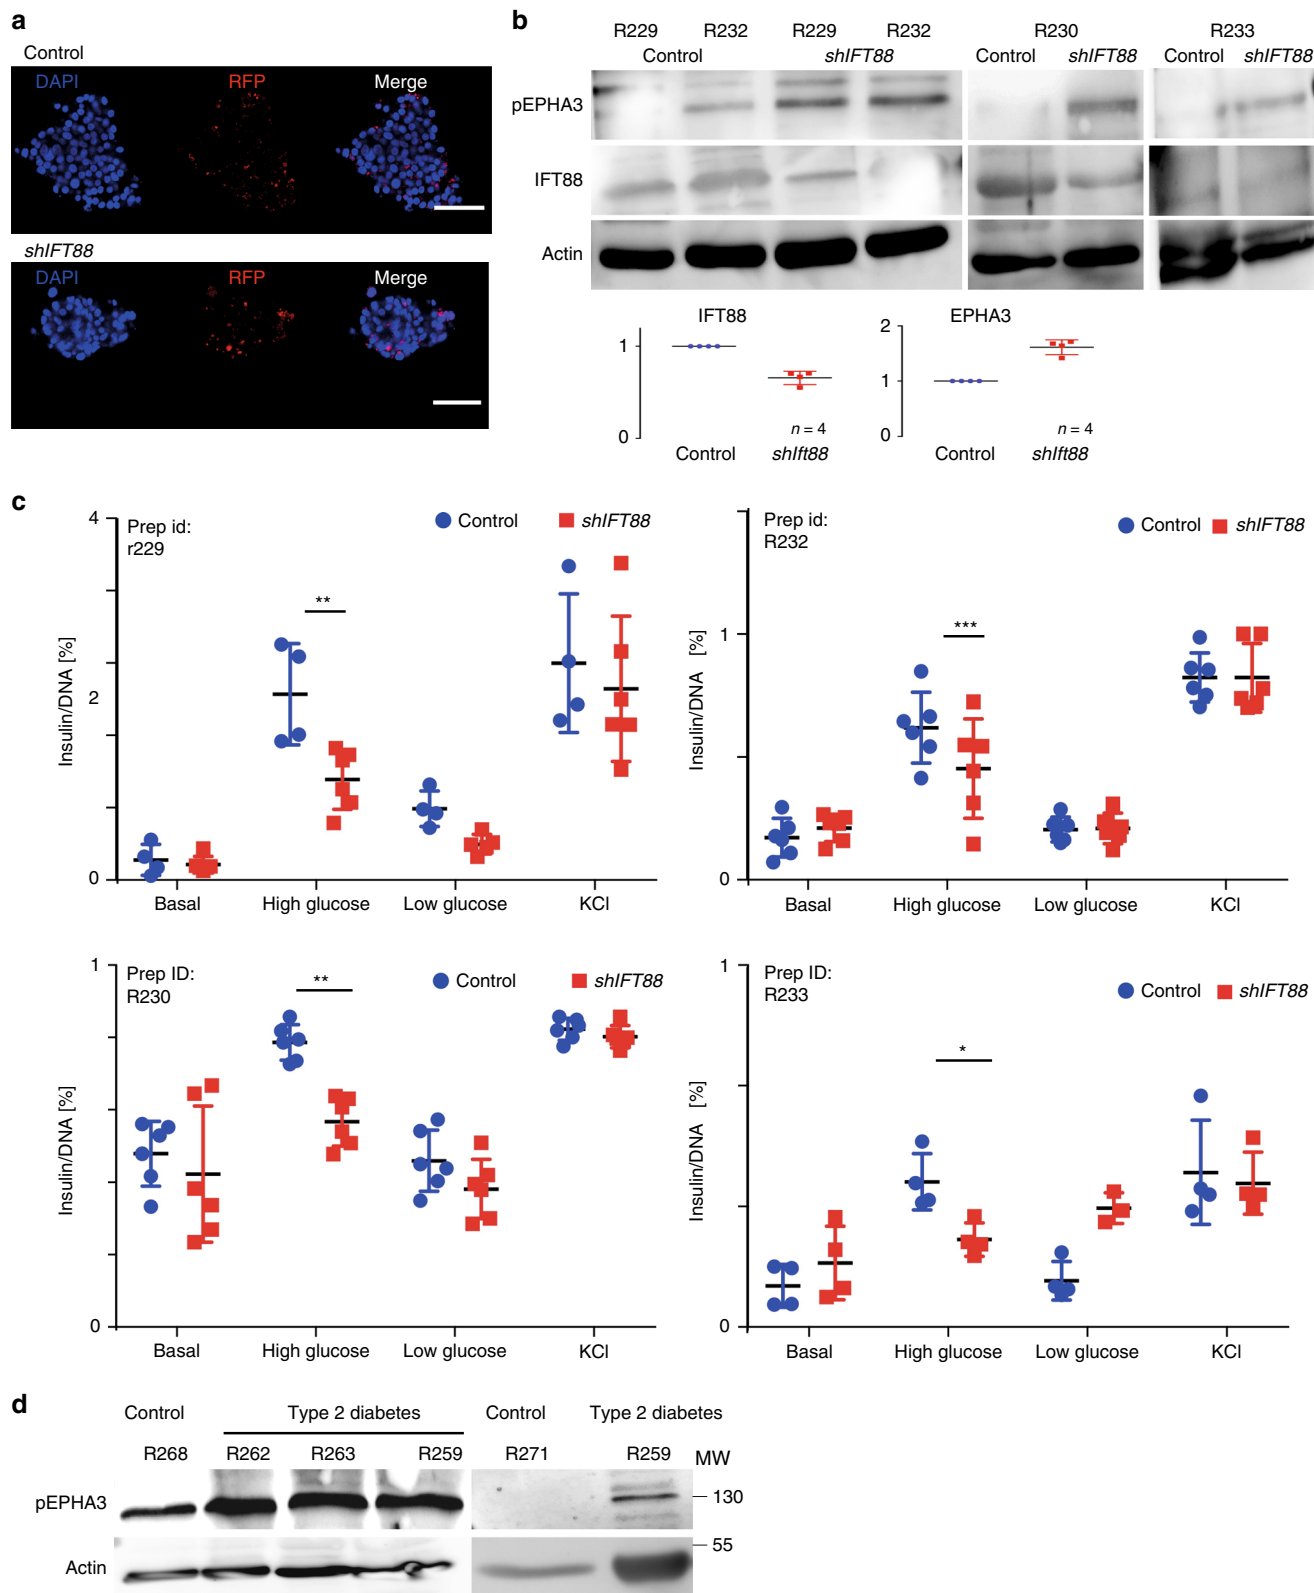 a
Control
DAPI RFP Merge
shIFT88
DAPI RFP Merge
b
R229 R232 R229 R232 R230 R233
Control shIFT88 Control shIFT88 Control shIFT88
pEPHA3
IFT88
Actin
IFT88 EPHA3
1
0
n = 4
Control shIft88
2
1
0
n = 4
Control shIft88
c
Prep id:
r229
Control shIFT88
**
4
2
0
Insulin/DNA [%]
Basal High glucose Low glucose KCl
Prep id:
R232
Control shIFT88
***
1
0
Insulin/DNA [%]
Basal High glucose Low glucose KCl
Prep ID:
R230
Control shIFT88
**
1
0
Insulin/DNA [%]
Basal High glucose Low glucose KCl
Prep ID:
R233
Control shIFT88
*
1
0
Insulin/DNA [%]
Basal High glucose Low glucose KCl
d
Control Type 2 diabetes Control Type 2 diabetes
R268 R262 R263 R259 R271 R259 MW
pEPHA3
130
55
Actin